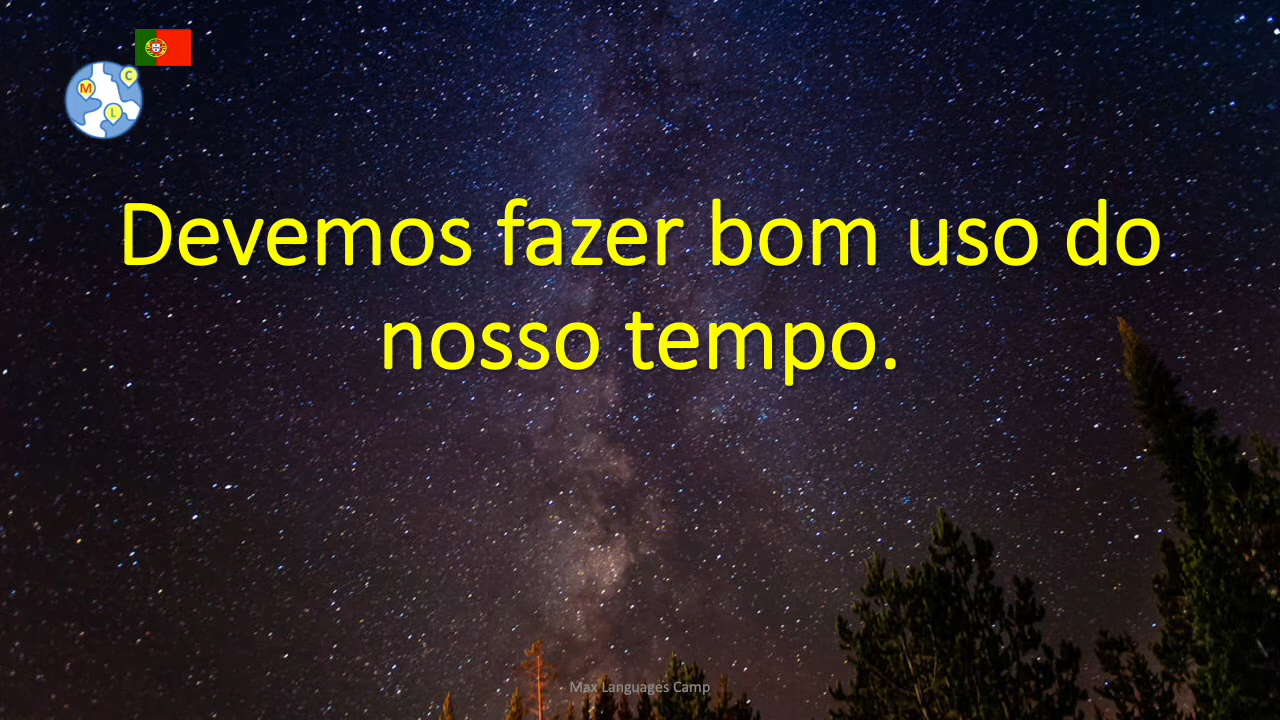 M
C
L
Devemos fazer bom uso do
nosso tempo.
Max Languages Camp